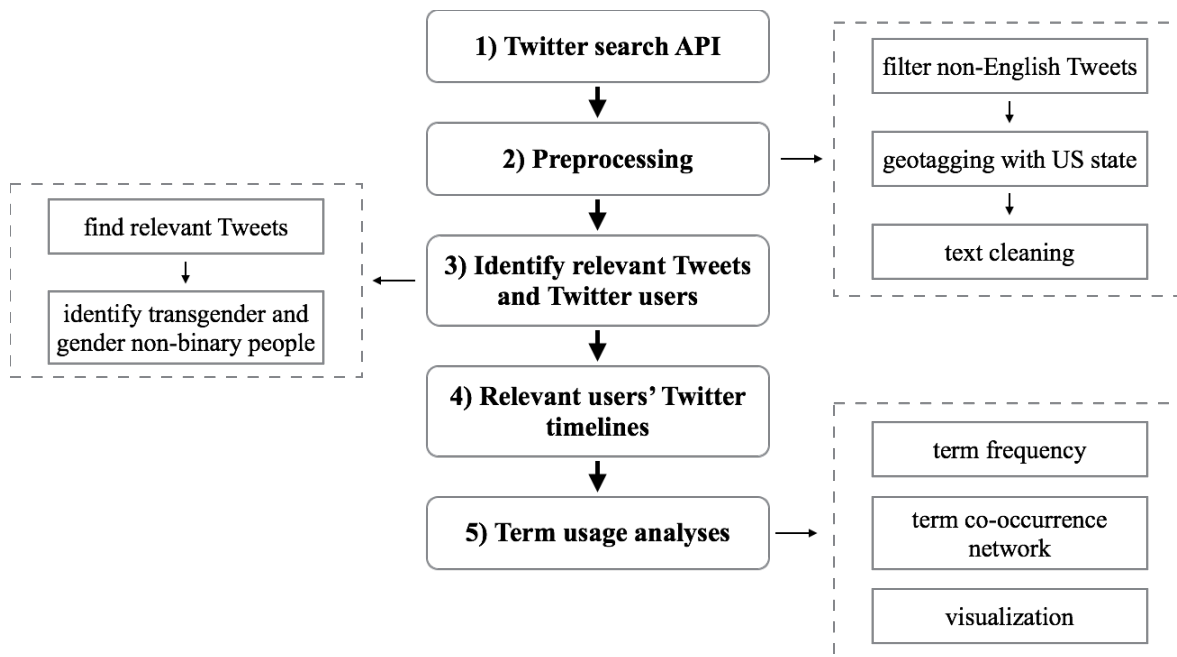 1) Twitter search API
2) Preprocessing
filter non-English Tweets
geotagging with US state
text cleaning
3) Identify relevant Tweets
and Twitter users
find relevant Tweets
identify transgender and
gender non-binary people
4) Relevant users’ Twitter
timelines
5) Term usage analyses
term frequency
term co-occurrence
network
visualization